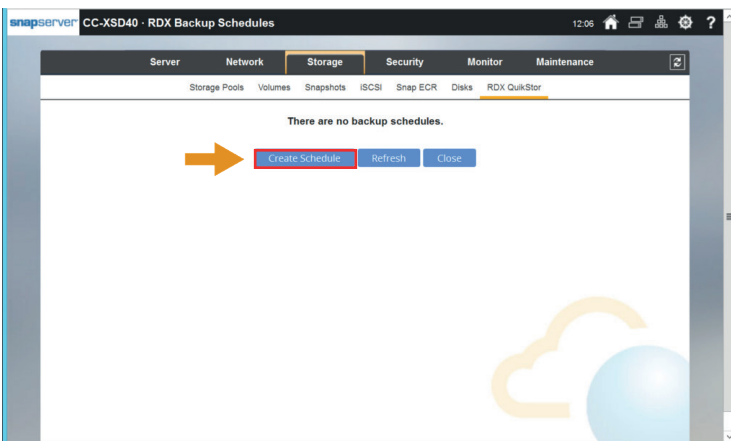 snapserver CC-XSD40 · RDX Backup Schedules 12:06 ?
Server Network Storage Security Monitor Maintenance
Storage Pools Volumes Snapshots iSCSI Snap ECR Disks RDX QuikStor
There are no backup schedules.
Create Schedule Refresh Close